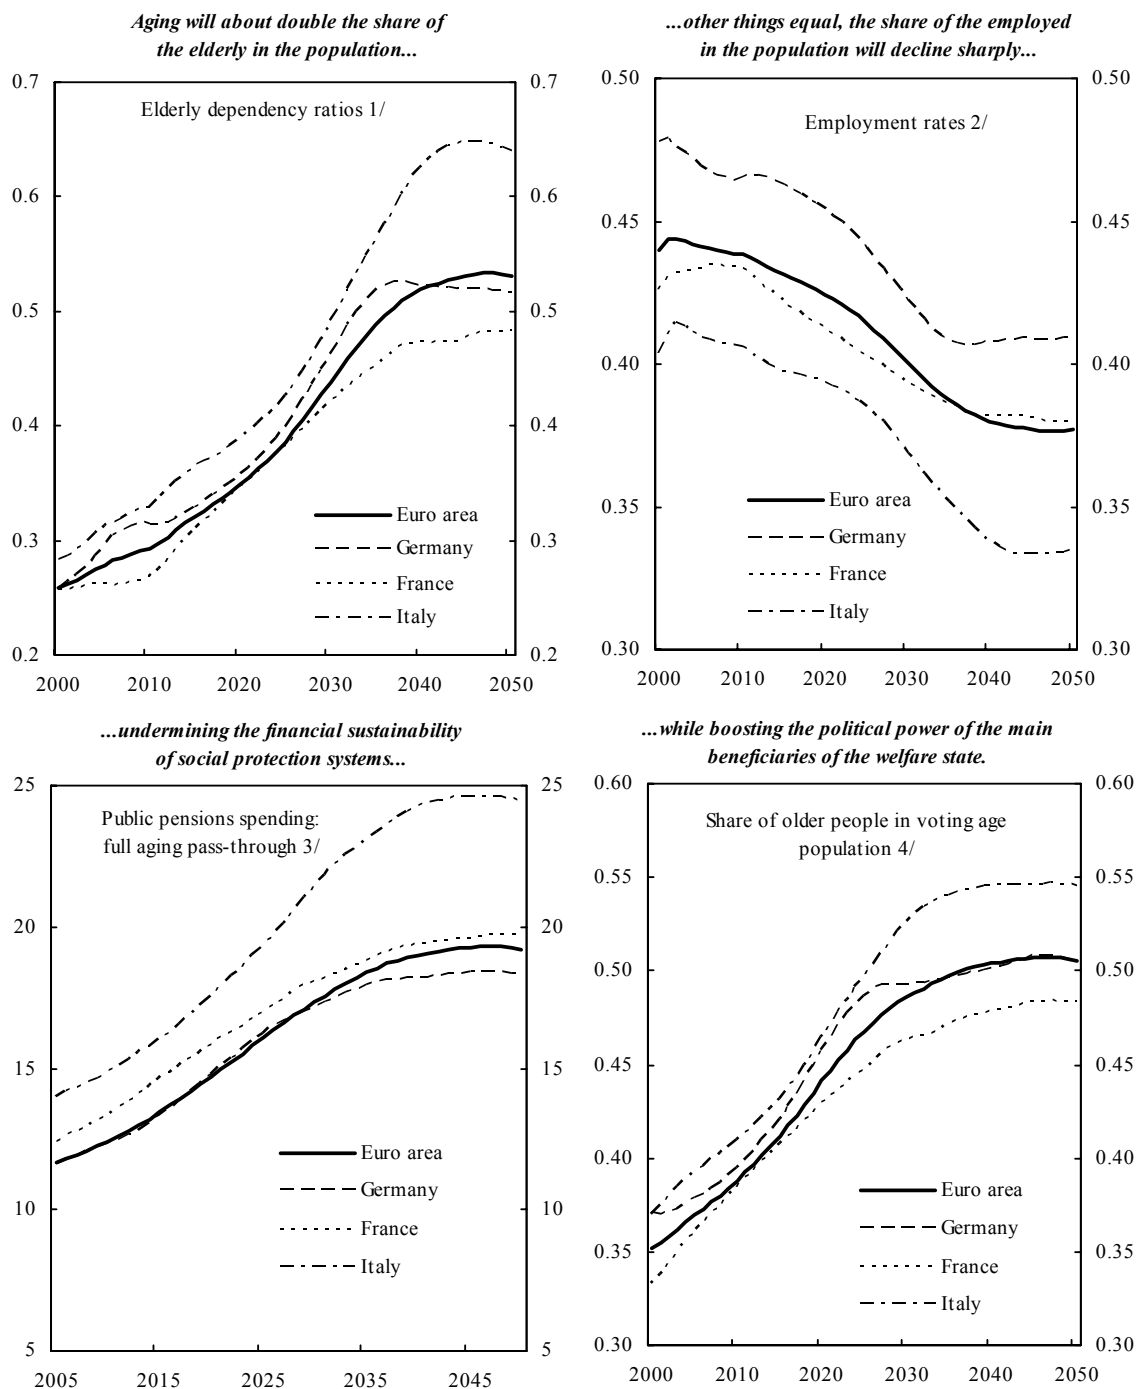 Aging will about double the share of
the elderly in the population...
0.7
0.7
Elderly dependency ratios 1/
0.6
0.6
0.5
0.5
0.4
0.4
Euro area
0.3
Germany
0.3
France
Italy
0.2
0.2
2000 2010 2020 2030 2040 2050
...other things equal, the share of the employed
in the population will decline sharply...
0.50
0.50
Employment rates 2/
0.45
0.45
0.40
0.40
Euro area
0.35
0.35
Germany
France
Italy
0.30
0.30
2000 2010 2020 2030 2040 2050
...undermining the financial sustainability
of social protection systems...
25
25
Public pensions spending:
full aging pass-through 3/
20
20
15
15
Euro area
Germany
10
10
France
Italy
5
5
2005 2015 2025 2035 2045
...while boosting the political power of the main
beneficiaries of the welfare state.
0.60
0.60
Share of older people in voting age
population 4/
0.55
0.55
0.50
0.50
0.45
0.45
0.40
0.40
Euro area
Germany
0.35
0.35
France
Italy
0.30
0.30
2000 2010 2020 2030 2040 2050